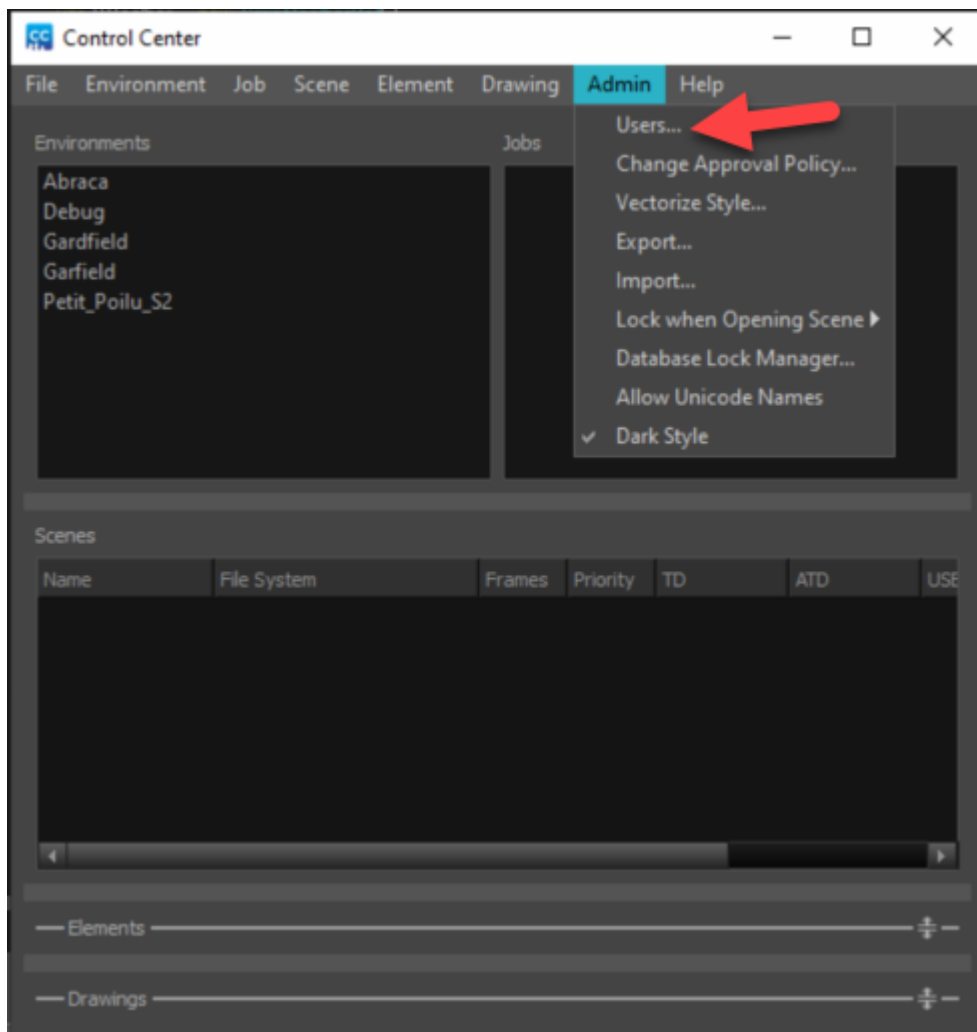 Control Center
File Environment Job Scene Element Drawing Admin Help
Environments
Abraca
Debug
Gardfield
Garfield
Petit_Poilu_S2
Jobs
Users...
Change Approval Policy...
Vectorize Style...
Export...
Import...
Lock when Opening Scene
Database Lock Manager...
Allow Unicode Names
Dark Style
Scenes
Name File System Frames Priority TD ATD USE
Elements
Drawings